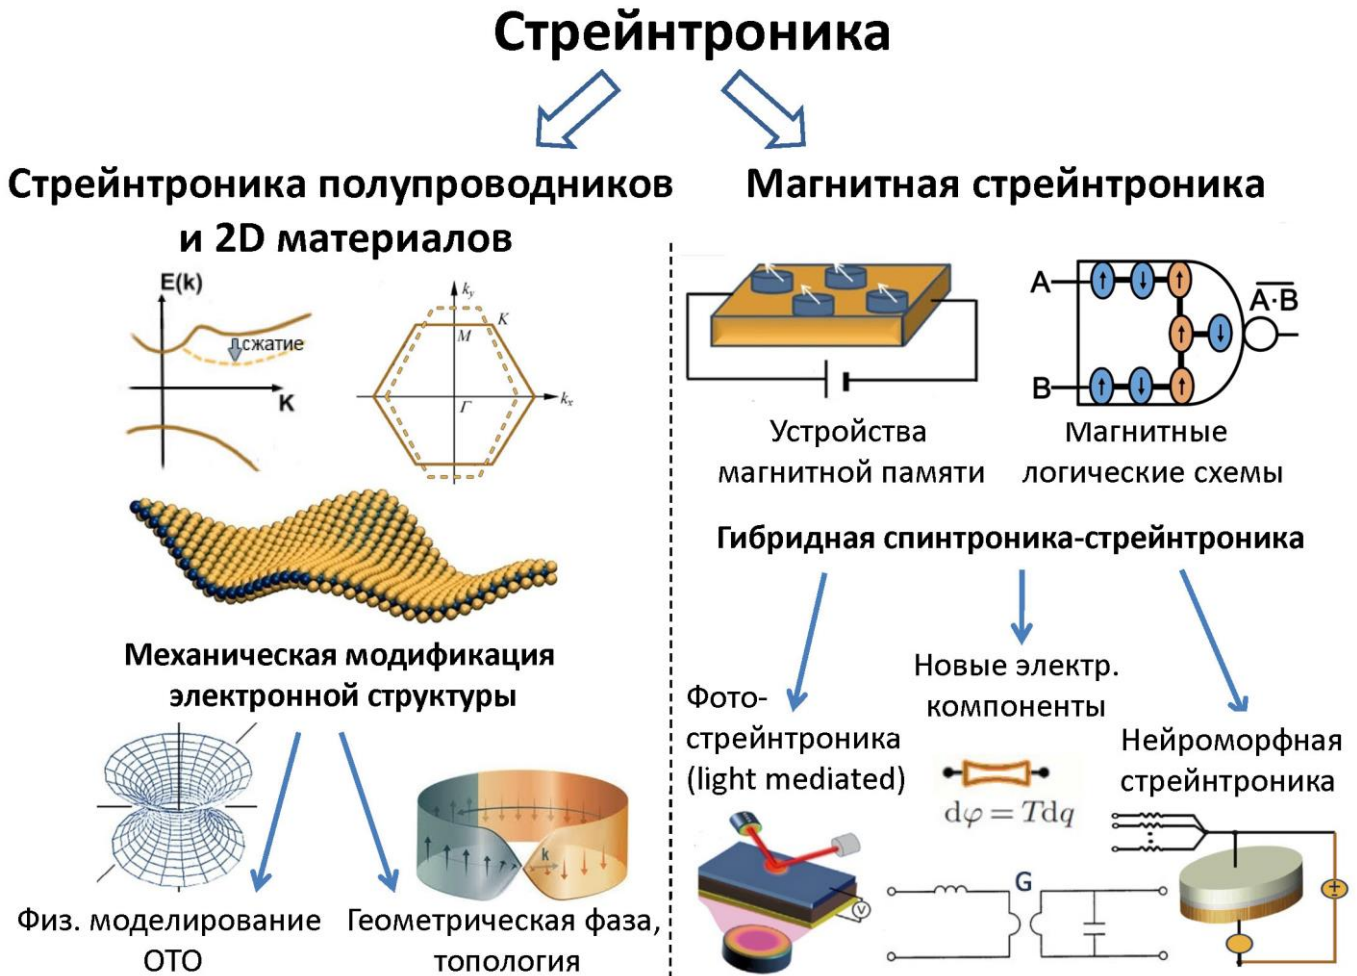 Стрейнтроника
Стрейнтроника полупроводников
и 2D материалов
E(k)
сжатие
K
k_y
K
M
Γ
k_x
Механическая модификация
электронной структуры
Физ. моделирование
ОТО
k
Геометрическая фаза,
топология
Магнитная стрейнтроника
Устройства
магнитной памяти
A
B
A·B
Магнитные
логические схемы
Гибридная спинтроника-стрейнтроника
Фото-
стрейнтроника
(light mediated)
V
Новые электр.
компоненты
dφ = Tdq
G
Нейроморфная
стрейнтроника